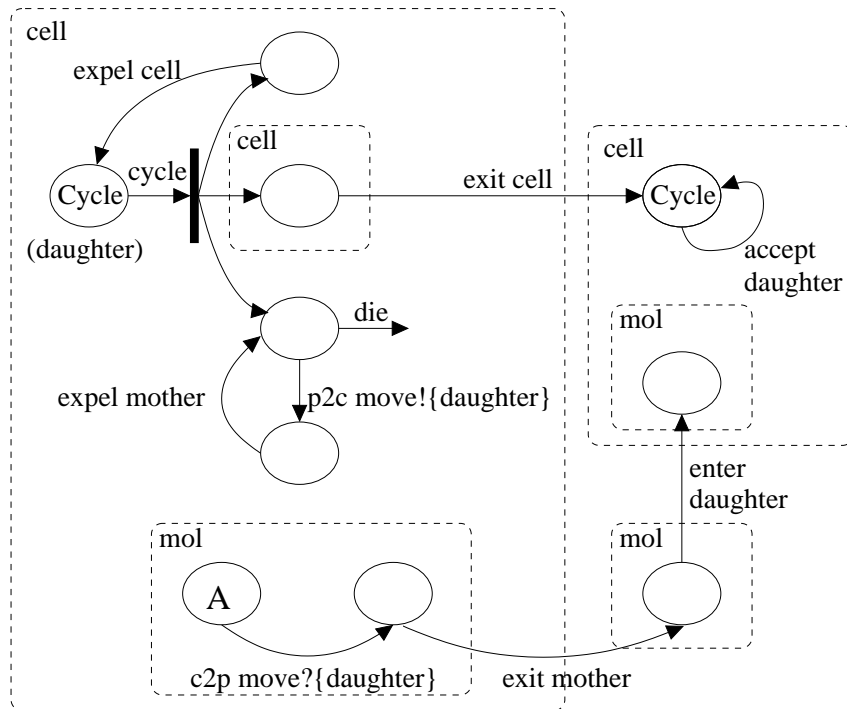 cell
expel cell
cell
cell
cycle
exit cell
Cycle
Cycle
(daughter)
accept
daughter
die
mol
expel mother
p2c move!{daughter}
enter
daughter
mol
mol
A
c2p move?{daughter}
exit mother